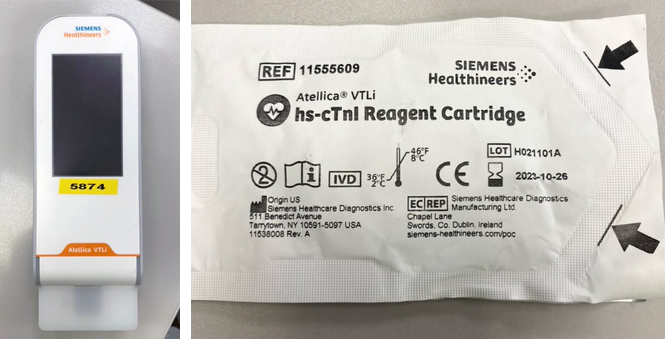 SIEMENS
Healthineers
5874
Atellica VTLi
REF 11555609
SIEMENS
Healthineers
Atellica® VTLi
hs-cTnI Reagent Cartridge
46°F
8°C
36°F
2°C
IVD
CE
LOT H021101A
2023-10-26
Origin US
Siemens Healthcare Diagnostics Inc.
511 Benedict Avenue
Tarrytown, NY 10591-5097 USA
11538008 Rev. A
EC REP Siemens Healthcare Diagnostics
Manufacturing Ltd.
Chapel Lane
Swords, Co. Dublin, Ireland
siemens-healthineers.com/poc